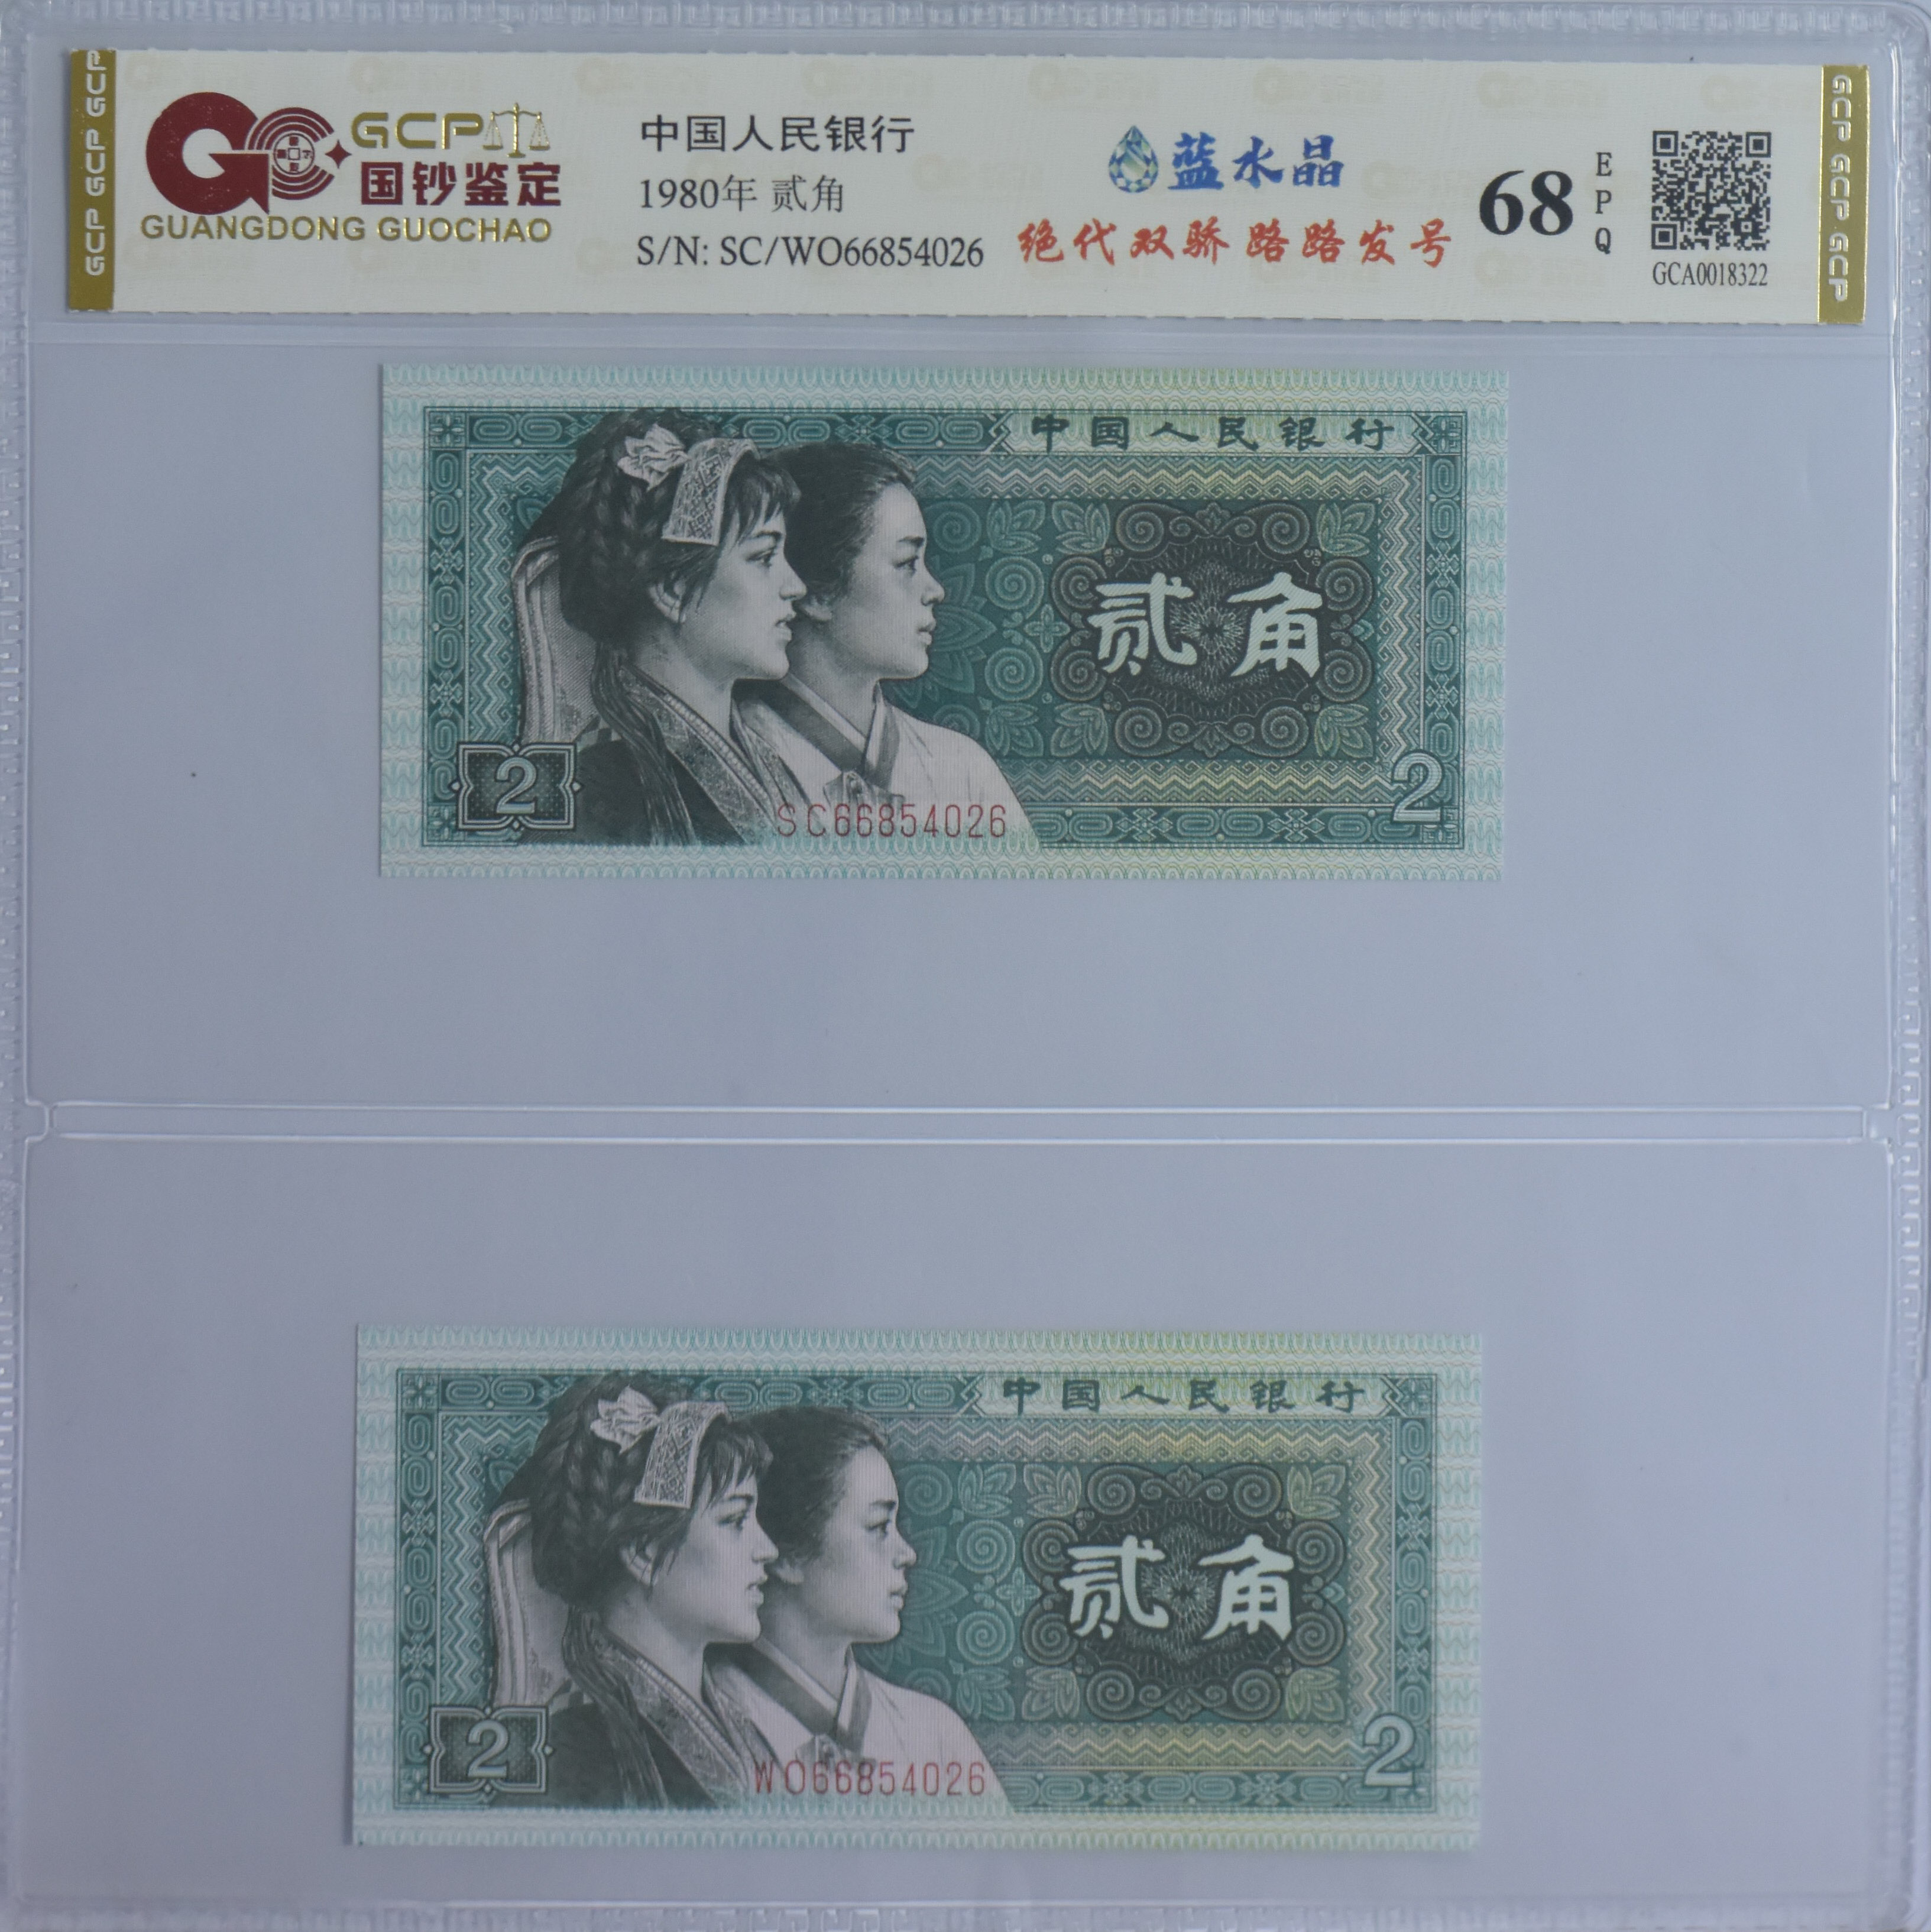 GCP GCP GCP
GCP
国钞鉴定
GUANGDONG GUOCHAO
中国人民银行
1980年 贰角
S/N: SC/WO66854026
蓝水晶
绝代双骄 路路发号
68
EPQ
GCA0018322
GCP GCP GCP
中国人民银行
贰角
2
SC66854026
2
中国人民银行
贰角
2
WO66854026
2